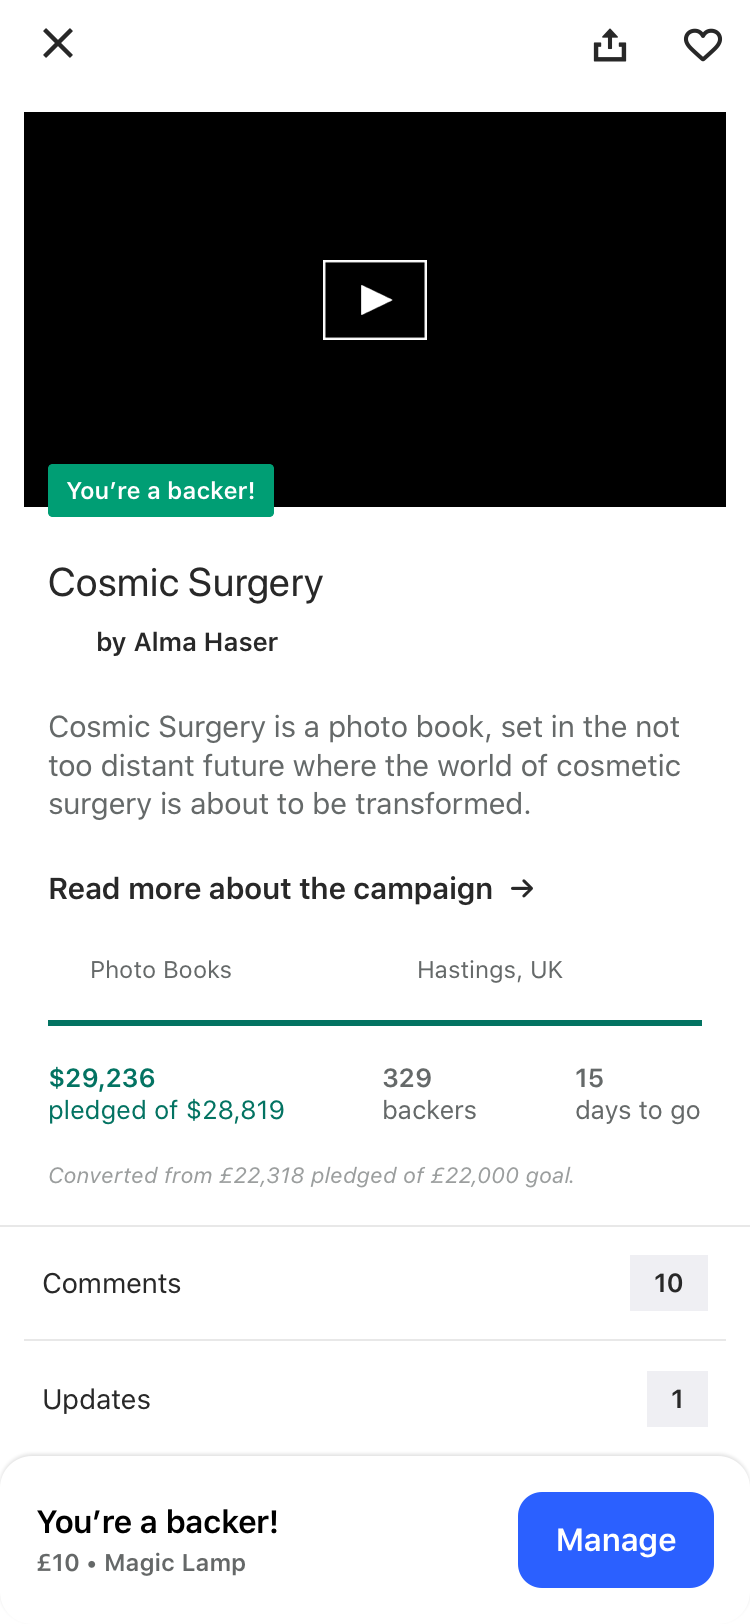 You’re a backer!
Cosmic Surgery
by Alma Haser
Cosmic Surgery is a photo book, set in the not
too distant future where the world of cosmetic
surgery is about to be transformed.
Read more about the campaign →
Photo Books
Hastings, UK
$29,236
pledged of $28,819
329
backers
15
days to go
Converted from £22,318 pledged of £22,000 goal.
Comments
10
Updates
1
You’re a backer!
£10 • Magic Lamp
Manage